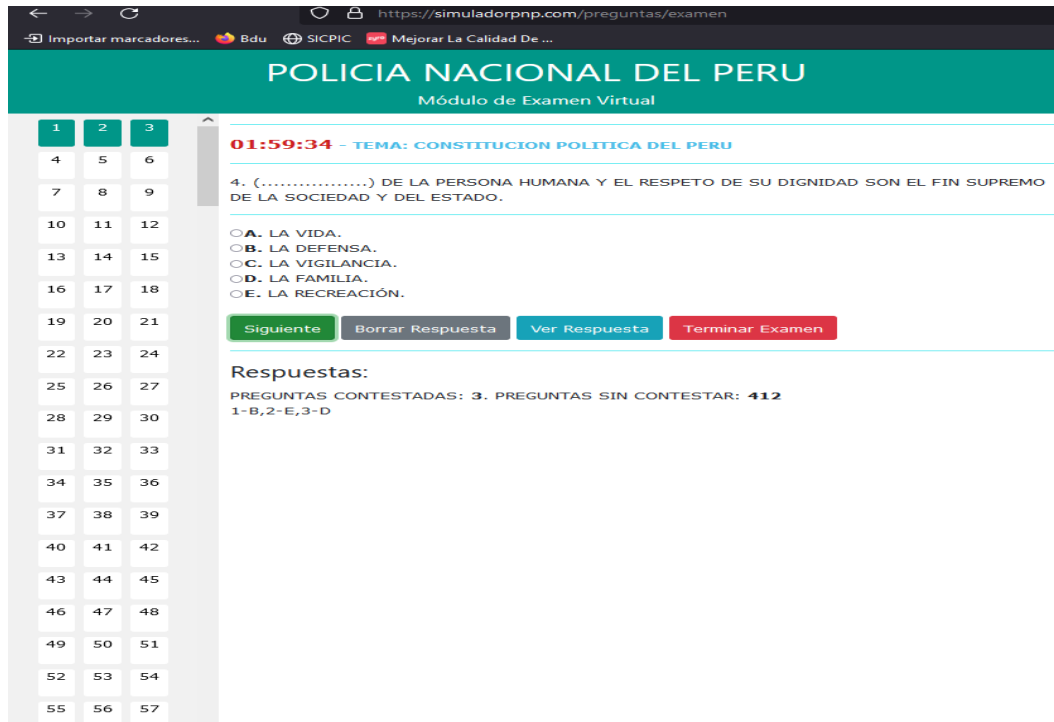 https://simuladorpnp.com/preguntas/examen
Importar marcadores... Bdu SICPIC Mejorar La Calidad De ...
POLICIA NACIONAL DEL PERU
Módulo de Examen Virtual
1 2 3
4 5 6
7 8 9
10 11 12
13 14 15
16 17 18
19 20 21
22 23 24
25 26 27
28 29 30
31 32 33
34 35 36
37 38 39
40 41 42
43 44 45
46 47 48
49 50 51
52 53 54
55 56 57
01:59:34 - TEMA: CONSTITUCION POLITICA DEL PERU
4. (.................) DE LA PERSONA HUMANA Y EL RESPETO DE SU DIGNIDAD SON EL FIN SUPREMO
DE LA SOCIEDAD Y DEL ESTADO.
A. LA VIDA.
B. LA DEFENSA.
C. LA VIGILANCIA.
D. LA FAMILIA.
E. LA RECREACIÓN.
Siguiente Borrar Respuesta Ver Respuesta Terminar Examen
Respuestas:
PREGUNTAS CONTESTADAS: 3. PREGUNTAS SIN CONTESTAR: 412
1-B,2-E,3-D